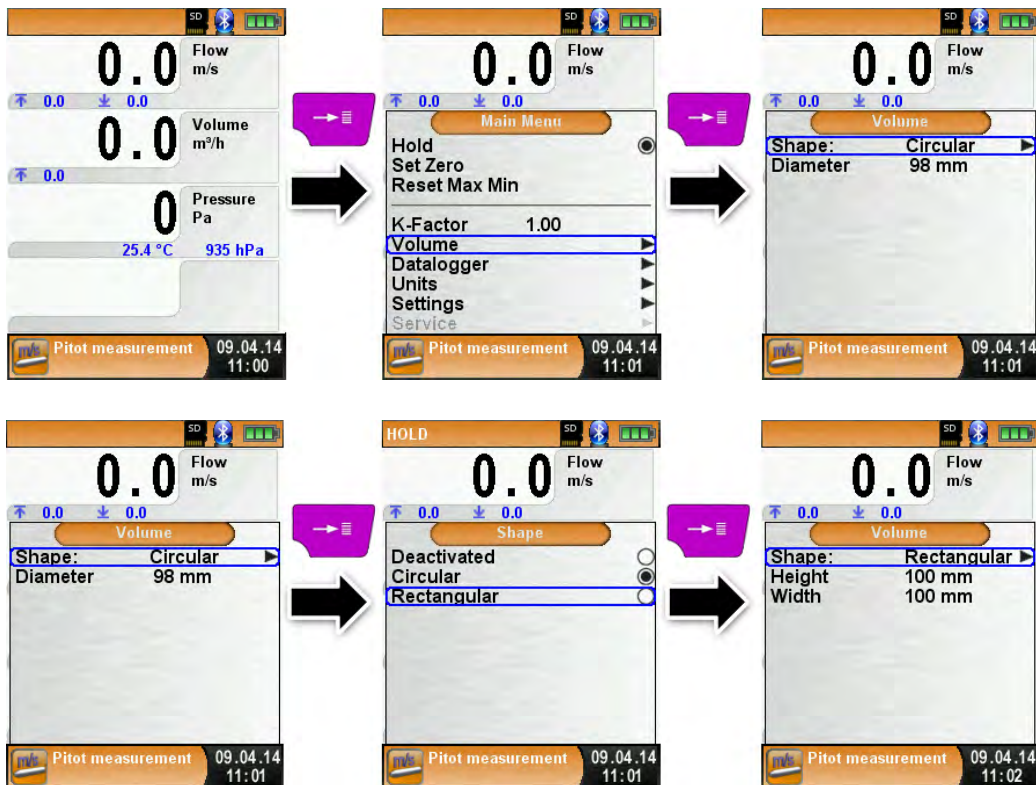 SD
0.0 Flow
m/s
0.0 0.0
0.0 Volume
m³/h
0.0
0 Pressure
Pa
25.4 °C 935 hPa
m/s Pitot measurement 09.04.14
11:00
SD
0.0 Flow
m/s
0.0 0.0
Main Menu
Hold
Set Zero
Reset Max Min
K-Factor 1.00
Volume
Datalogger
Units
Settings
Service
m/s Pitot measurement 09.04.14
11:01
SD
0.0 Flow
m/s
0.0 0.0
Volume
Shape: Circular
Diameter 98 mm
m/s Pitot measurement 09.04.14
11:01
SD
0.0 Flow
m/s
0.0 0.0
Volume
Shape: Circular
Diameter 98 mm
m/s Pitot measurement 09.04.14
11:01
HOLD SD
0.0 Flow
m/s
0.0 0.0
Shape
Deactivated
Circular
Rectangular
m/s Pitot measurement 09.04.14
11:01
SD
0.0 Flow
m/s
0.0 0.0
Volume
Shape: Rectangular
Height 100 mm
Width 100 mm
m/s Pitot measurement 09.04.14
11:02